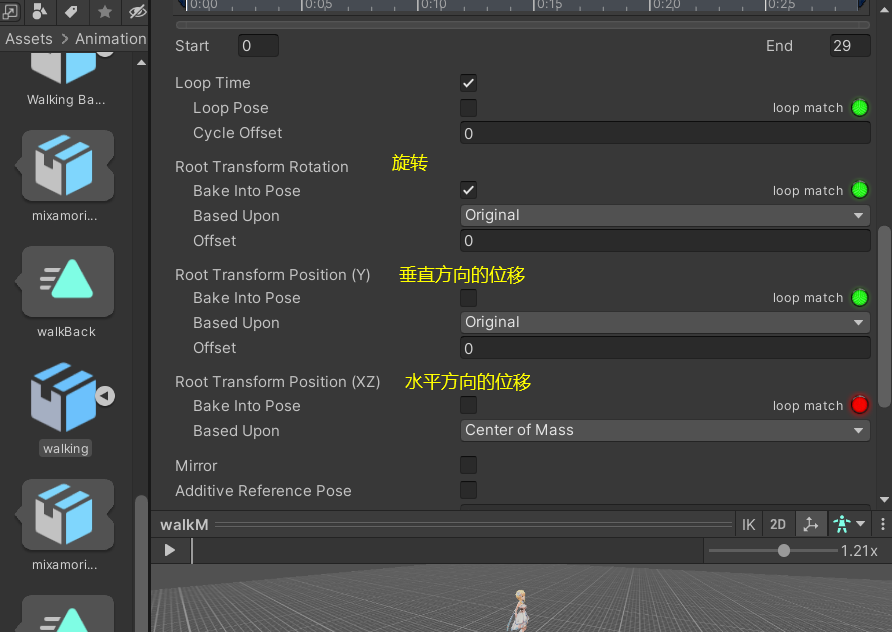 0:00 0:05 0:10 0:15 0:20 0:25
Assets > Animation
Start 0 End 29
Walking Ba...
Loop Time
Loop Pose loop match
Cycle Offset 0
Root Transform Rotation 旋转
Bake Into Pose loop match
mixamori...
Based Upon Original
Offset 0
Root Transform Position (Y) 垂直方向的位移
Bake Into Pose loop match
Based Upon Original
walkBack
Offset 0
Root Transform Position (XZ) 水平方向的位移
Bake Into Pose loop match
Based Upon Center of Mass
walking
Mirror
Additive Reference Pose
walkM IK 2D
1.21x
mixamori...